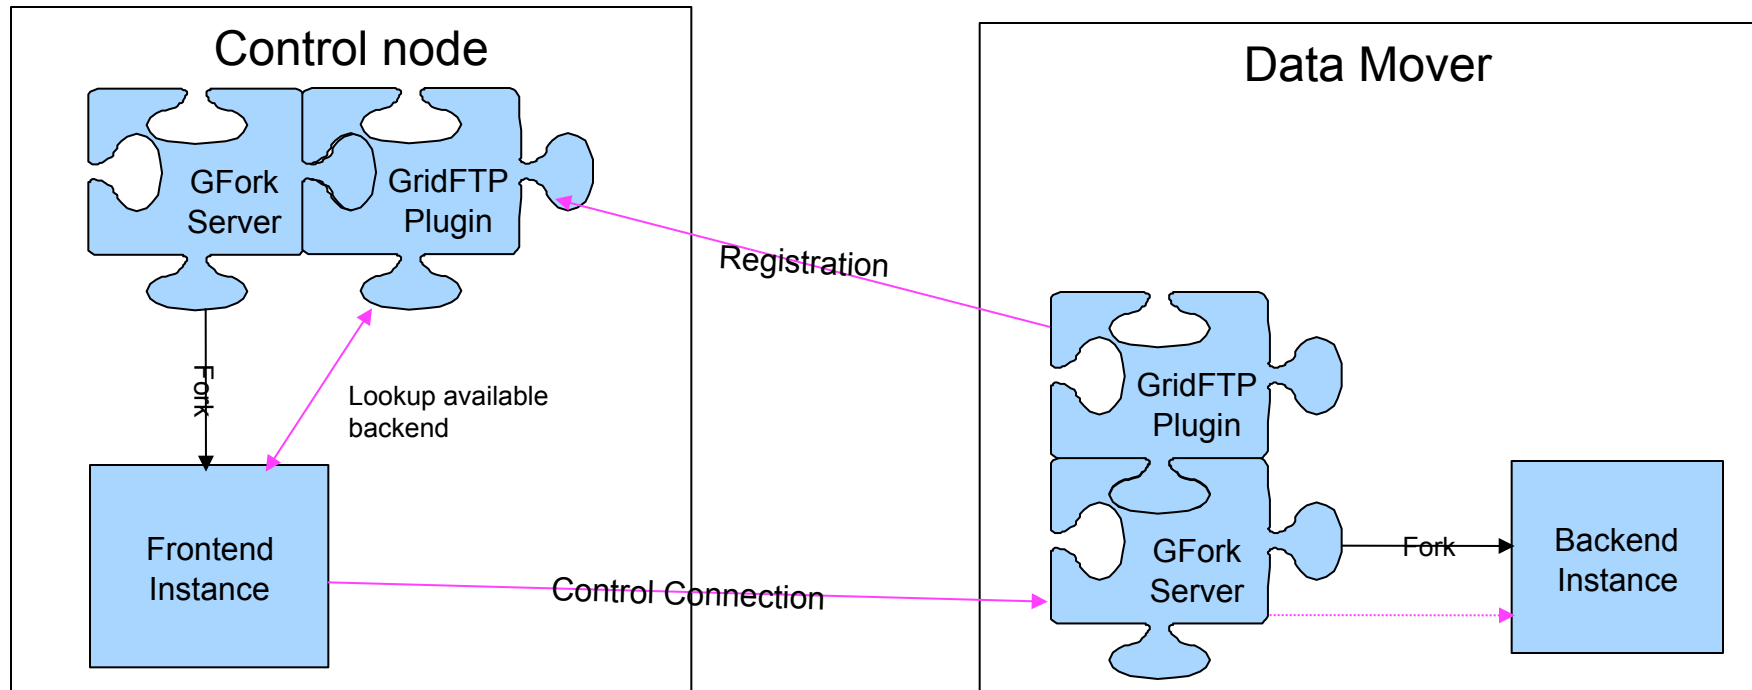 Control node
Data Mover
GFork
Server
GridFTP
Plugin
Registration
Fork
Lookup available
backend
GridFTP
Plugin
Frontend
Instance
Control Connection
GFork
Server
Fork
Backend
Instance